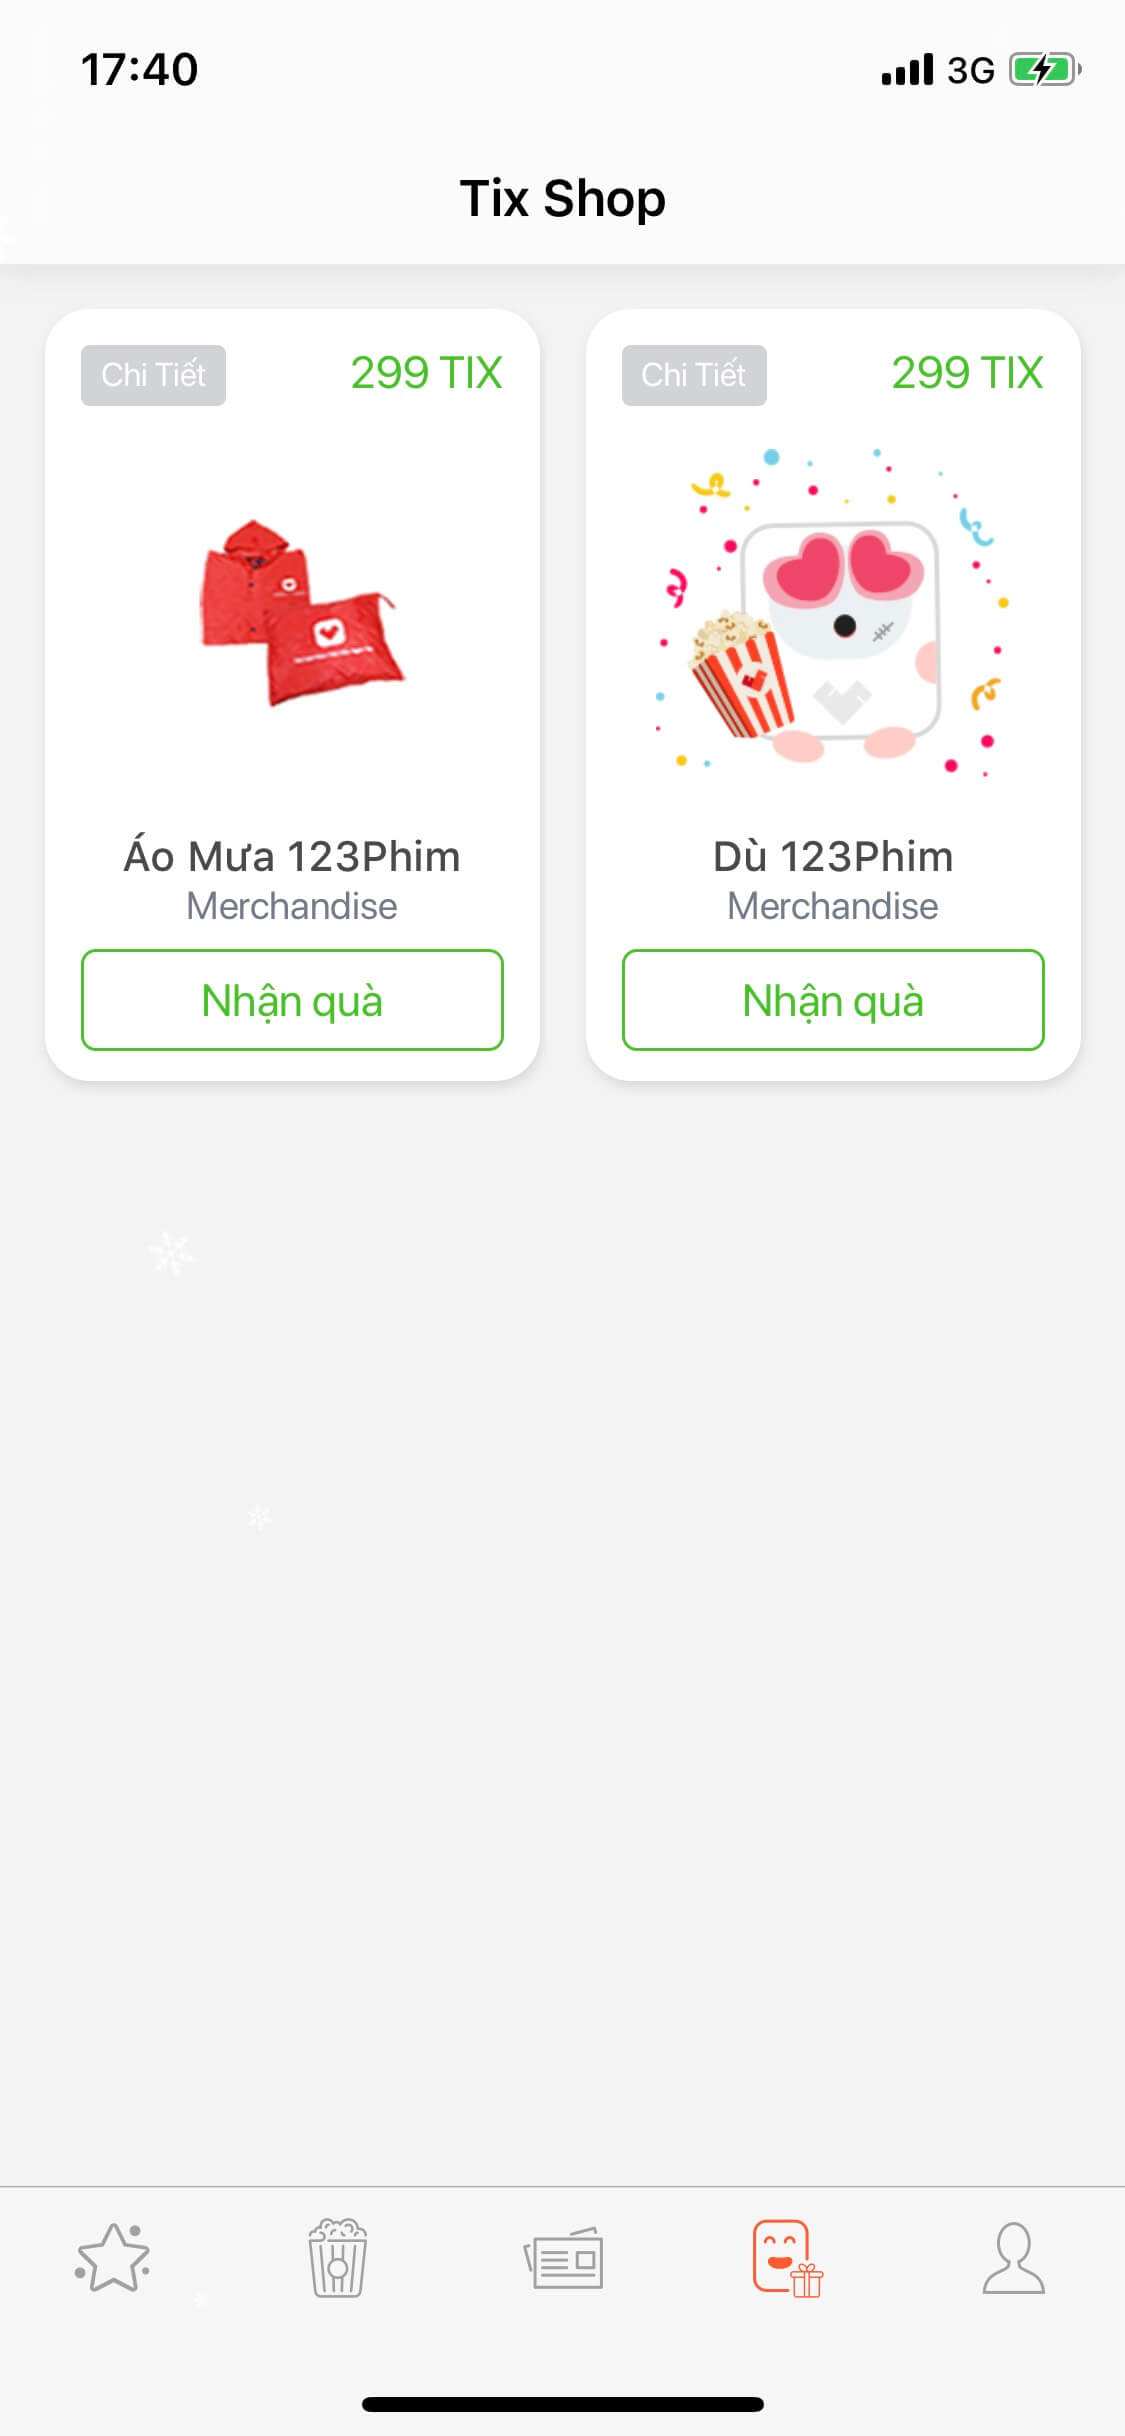 17:40
3G
Tix Shop
Chi Tiết
299 TIX
Chi Tiết
299 TIX
Áo Mưa 123Phim
Merchandise
Nhận quà
Dù 123Phim
Merchandise
Nhận quà